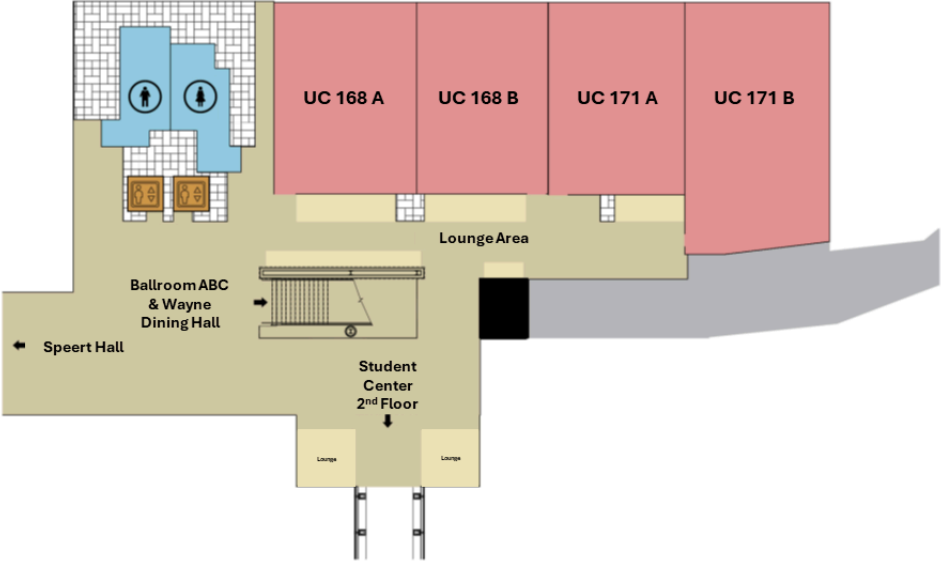 UC 168 A
UC 168 B
UC 171 A
UC 171 B
Lounge Area
Ballroom ABC
& Wayne
Dining Hall
Speert Hall
Student
Center
2nd Floor
Lounge
Lounge